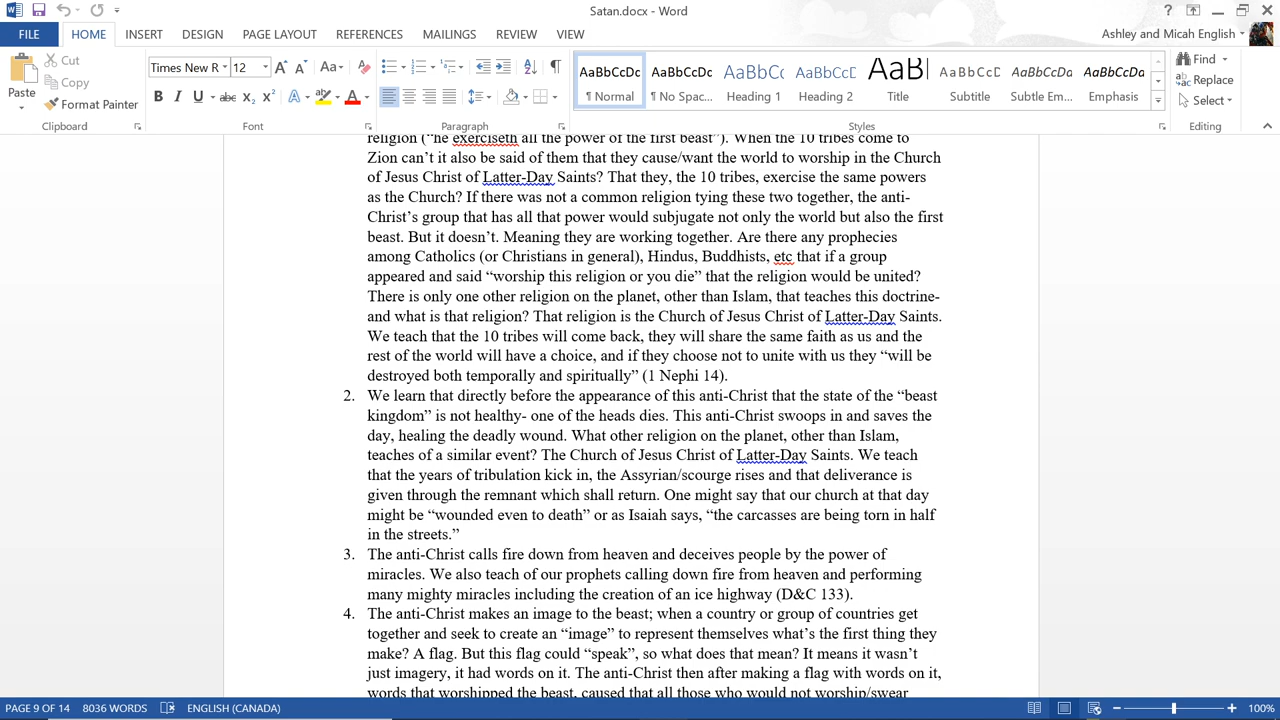 Satan.docx - Word
?
FILE HOME INSERT DESIGN PAGE LAYOUT REFERENCES MAILINGS REVIEW VIEW Ashley and Micah English
Paste
Cut
Copy
Format Painter
Clipboard
Times New R 12
Font
Paragraph
AaBbCcDc AaBbCcDc AaBbCc AaBbCcDc AaBl AaBbCcDc AaBbCcDc AaBbCcDc
¶ Normal ¶ No Spac... Heading 1 Heading 2 Title Subtitle Subtle Em... Emphasis
Styles
Find
Replace
Select
Editing
religion (“he exerciseth all the power of the first beast”). When the 10 tribes come to
Zion can’t it also be said of them that they cause/want the world to worship in the Church
of Jesus Christ of Latter-Day Saints? That they, the 10 tribes, exercise the same powers
as the Church? If there was not a common religion tying these two together, the anti-
Christ’s group that has all that power would subjugate not only the world but also the first
beast. But it doesn’t. Meaning they are working together. Are there any prophecies
among Catholics (or Christians in general), Hindus, Buddhists, etc that if a group
appeared and said “worship this religion or you die” that the religion would be united?
There is only one other religion on the planet, other than Islam, that teaches this doctrine-
and what is that religion? That religion is the Church of Jesus Christ of Latter-Day Saints.
We teach that the 10 tribes will come back, they will share the same faith as us and the
rest of the world will have a choice, and if they choose not to unite with us they “will be
destroyed both temporally and spiritually” (1 Nephi 14).
2. We learn that directly before the appearance of this anti-Christ that the state of the “beast
kingdom” is not healthy- one of the heads dies. This anti-Christ swoops in and saves the
day, healing the deadly wound. What other religion on the planet, other than Islam,
teaches of a similar event? The Church of Jesus Christ of Latter-Day Saints. We teach
that the years of tribulation kick in, the Assyrian/scourge rises and that deliverance is
given through the remnant which shall return. One might say that our church at that day
might be “wounded even to death” or as Isaiah says, “the carcasses are being torn in half
in the streets.”
3. The anti-Christ calls fire down from heaven and deceives people by the power of
miracles. We also teach of our prophets calling down fire from heaven and performing
many mighty miracles including the creation of an ice highway (D&C 133).
4. The anti-Christ makes an image to the beast; when a country or group of countries get
together and seek to create an “image” to represent themselves what’s the first thing they
make? A flag. But this flag could “speak”, so what does that mean? It means it wasn’t
just imagery, it had words on it. The anti-Christ then after making a flag with words on it,
words that worshipped the beast, caused that all those who would not worship/swear
PAGE 9 OF 14 8036 WORDS ENGLISH (CANADA) 100%